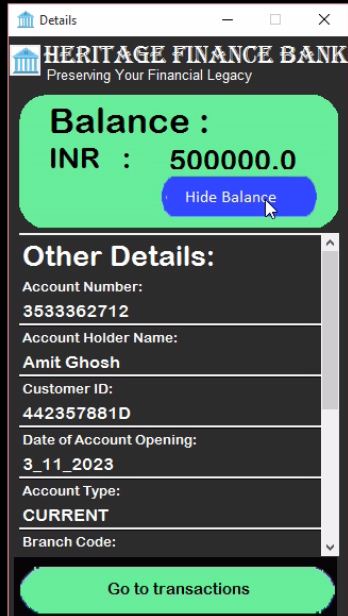 Details
HERITAGE FINANCE BANK
Preserving Your Financial Legacy
Balance :
INR : 500000.0
Hide Balance
Other Details:
Account Number:
3533362712
Account Holder Name:
Amit Ghosh
Customer ID:
442357881D
Date of Account Opening:
3_11_2023
Account Type:
CURRENT
Branch Code:
Go to transactions